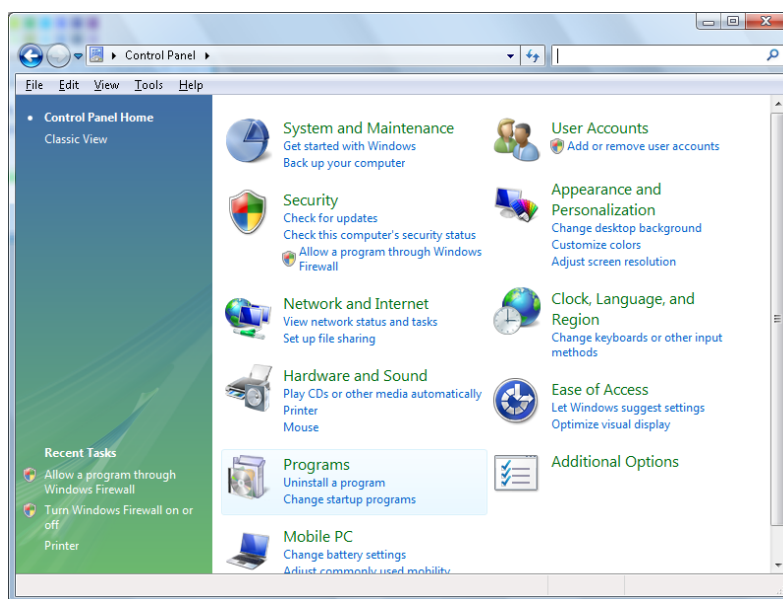 Control Panel
File Edit View Tools Help
Control Panel Home
Classic View
Recent Tasks
Allow a program through
Windows Firewall
Turn Windows Firewall on or
off
Printer
System and Maintenance
Get started with Windows
Back up your computer
Security
Check for updates
Check this computer's security status
Allow a program through Windows
Firewall
Network and Internet
View network status and tasks
Set up file sharing
Hardware and Sound
Play CDs or other media automatically
Printer
Mouse
Programs
Uninstall a program
Change startup programs
Mobile PC
Change battery settings
Adjust commonly used mobility
User Accounts
Add or remove user accounts
Appearance and
Personalization
Change desktop background
Customize colors
Adjust screen resolution
Clock, Language, and
Region
Change keyboards or other input
methods
Ease of Access
Let Windows suggest settings
Optimize visual display
Additional Options